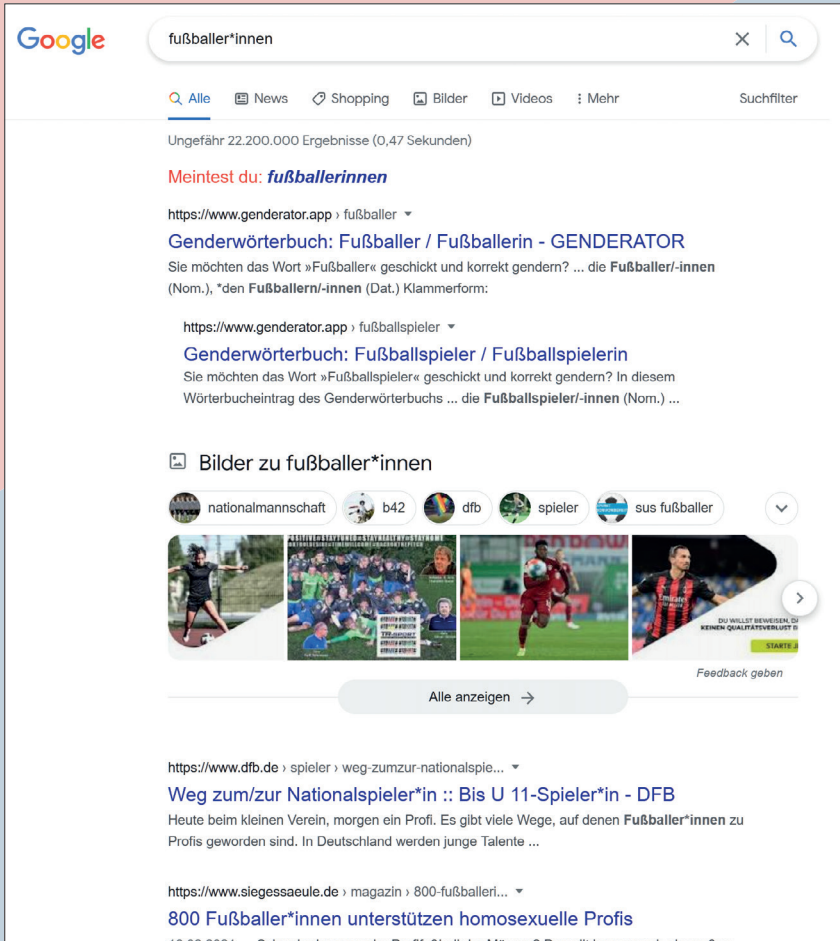 Google
fußballer*innen
Alle News Shopping Bilder Videos Mehr Suchfilter
Ungefähr 22.200.000 Ergebnisse (0,47 Sekunden)
Meintest du: fußballerinnen
https://www.genderator.app › fußballer
Genderwörterbuch: Fußballer / Fußballerin - GENDERATOR
Sie möchten das Wort »Fußballer« geschickt und korrekt gendern? ... die Fußballer/-innen
(Nom.), *den Fußballern/-innen (Dat.) Klammerform:
https://www.genderator.app › fußballspieler
Genderwörterbuch: Fußballspieler / Fußballspielerin
Sie möchten das Wort »Fußballspieler« geschickt und korrekt gendern? In diesem
Wörterbucheintrag des Genderwörterbuchs ... die Fußballspieler/-innen (Nom.) ...
Bilder zu fußballer*innen
nationalmannschaft b42 dfb spieler sus fußballer
DU WILLST BEWEISEN, DA
KEINEN QUALITÄTSVERLUST B
STARTE J
Feedback geben
Alle anzeigen →
https://www.dfb.de › spieler › weg-zumzur-nationalspie...
Weg zum/zur Nationalspieler*in :: Bis U 11-Spieler*in - DFB
Heute beim kleinen Verein, morgen ein Profi. Es gibt viele Wege, auf denen Fußballer*innen zu
Profis geworden sind. In Deutschland werden junge Talente ...
https://www.siegessaeule.de › magazin › 800-fußballeri...
800 Fußballer*innen unterstützen homosexuelle Profis